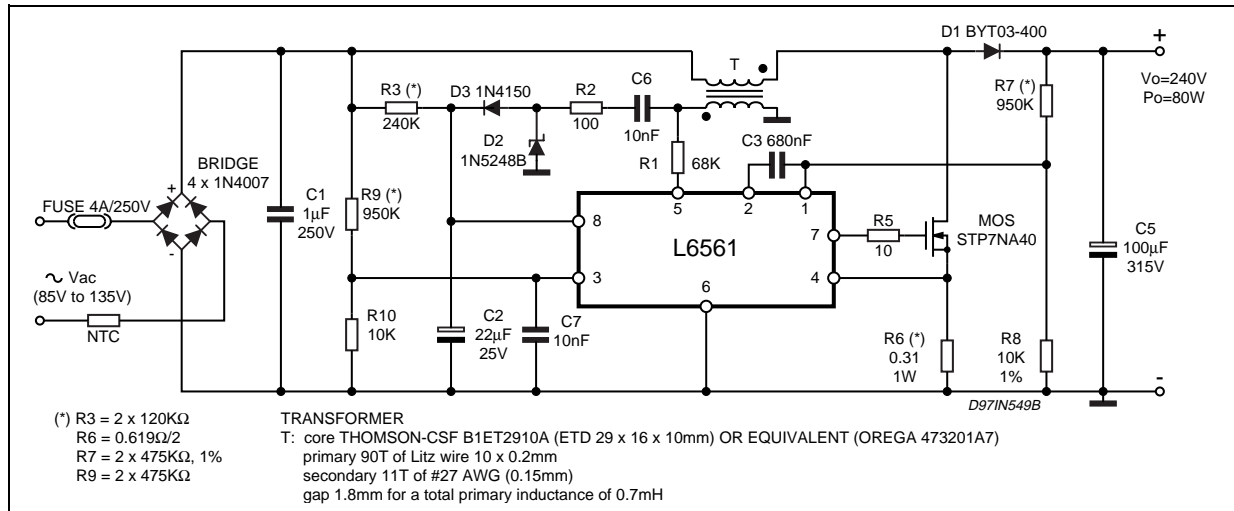 D1 BYT03-400
+
Vo=240V
Po=80W
T
R3 (*)
240K
D3 1N4150
R2
100
C6
10nF
R7 (*)
950K
D2
1N5248B
C3 680nF
R1
68K
BRIDGE
4 x 1N4007
+
-
FUSE 4A/250V
C1
1µF
250V
R9 (*)
950K
5
2
1
8
3
L6561
7
4
6
R5
10
MOS
STP7NA40
C5
100µF
315V
Vac
(85V to 135V)
NTC
R10
10K
C2
22µF
25V
C7
10nF
R6 (*)
0.31
1W
R8
10K
1%
-
D97IN549B
(*) R3 = 2 x 120KΩ
R6 = 0.619Ω/2
R7 = 2 x 475KΩ, 1%
R9 = 2 x 475KΩ
TRANSFORMER
T: core THOMSON-CSF B1ET2910A (ETD 29 x 16 x 10mm) OR EQUIVALENT (OREGA 473201A7)
primary 90T of Litz wire 10 x 0.2mm
secondary 11T of #27 AWG (0.15mm)
gap 1.8mm for a total primary inductance of 0.7mH